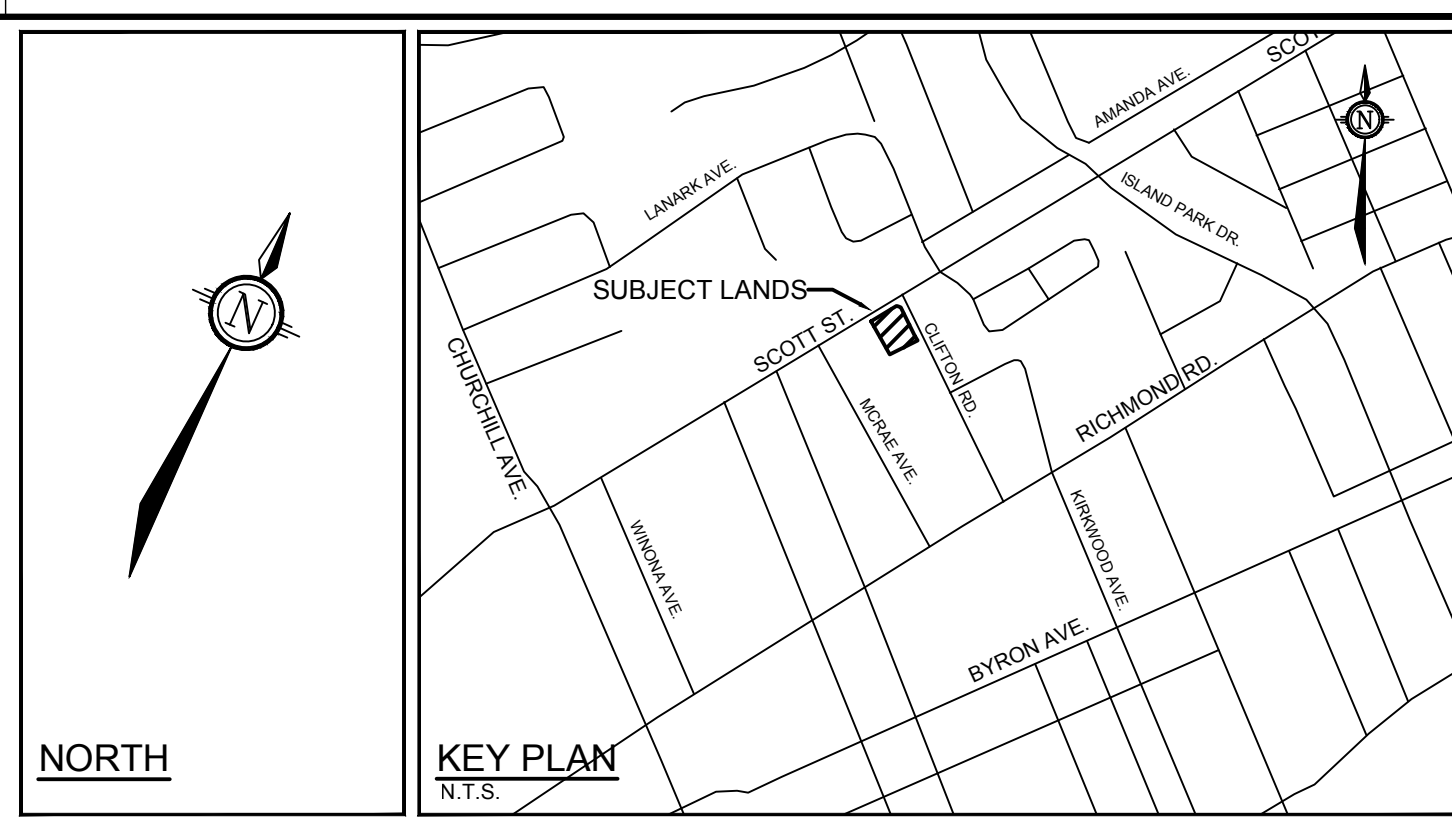 SCOT
AMANDA AVE.
N
LANARK AVE.
ISLAND PARK DR.
SUBJECT LANDS
N
SCOTT ST.
CLIFTON RD.
CHURCHILL AVE.
MCRAE AVE.
RICHMOND RD.
WINONA AVE.
KIRKWOOD AVE.
BYRON AVE.
NORTH
KEY PLAN
N.T.S.